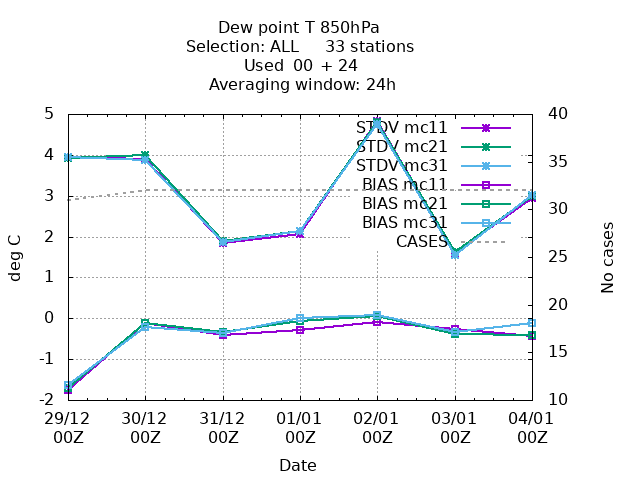 Dew point T 850hPa
Selection: ALL 33 stations
Used 00 + 24
Averaging window: 24h
5
4
3
2
1
0
-1
-2
deg C
40
35
30
25
20
15
10
No cases
STDV mc11
STDV mc21
STDV mc31
BIAS mc11
BIAS mc21
BIAS mc31
CASES
29/12 30/12 31/12 01/01 02/01 03/01 04/01
00Z 00Z 00Z 00Z 00Z 00Z 00Z
Date